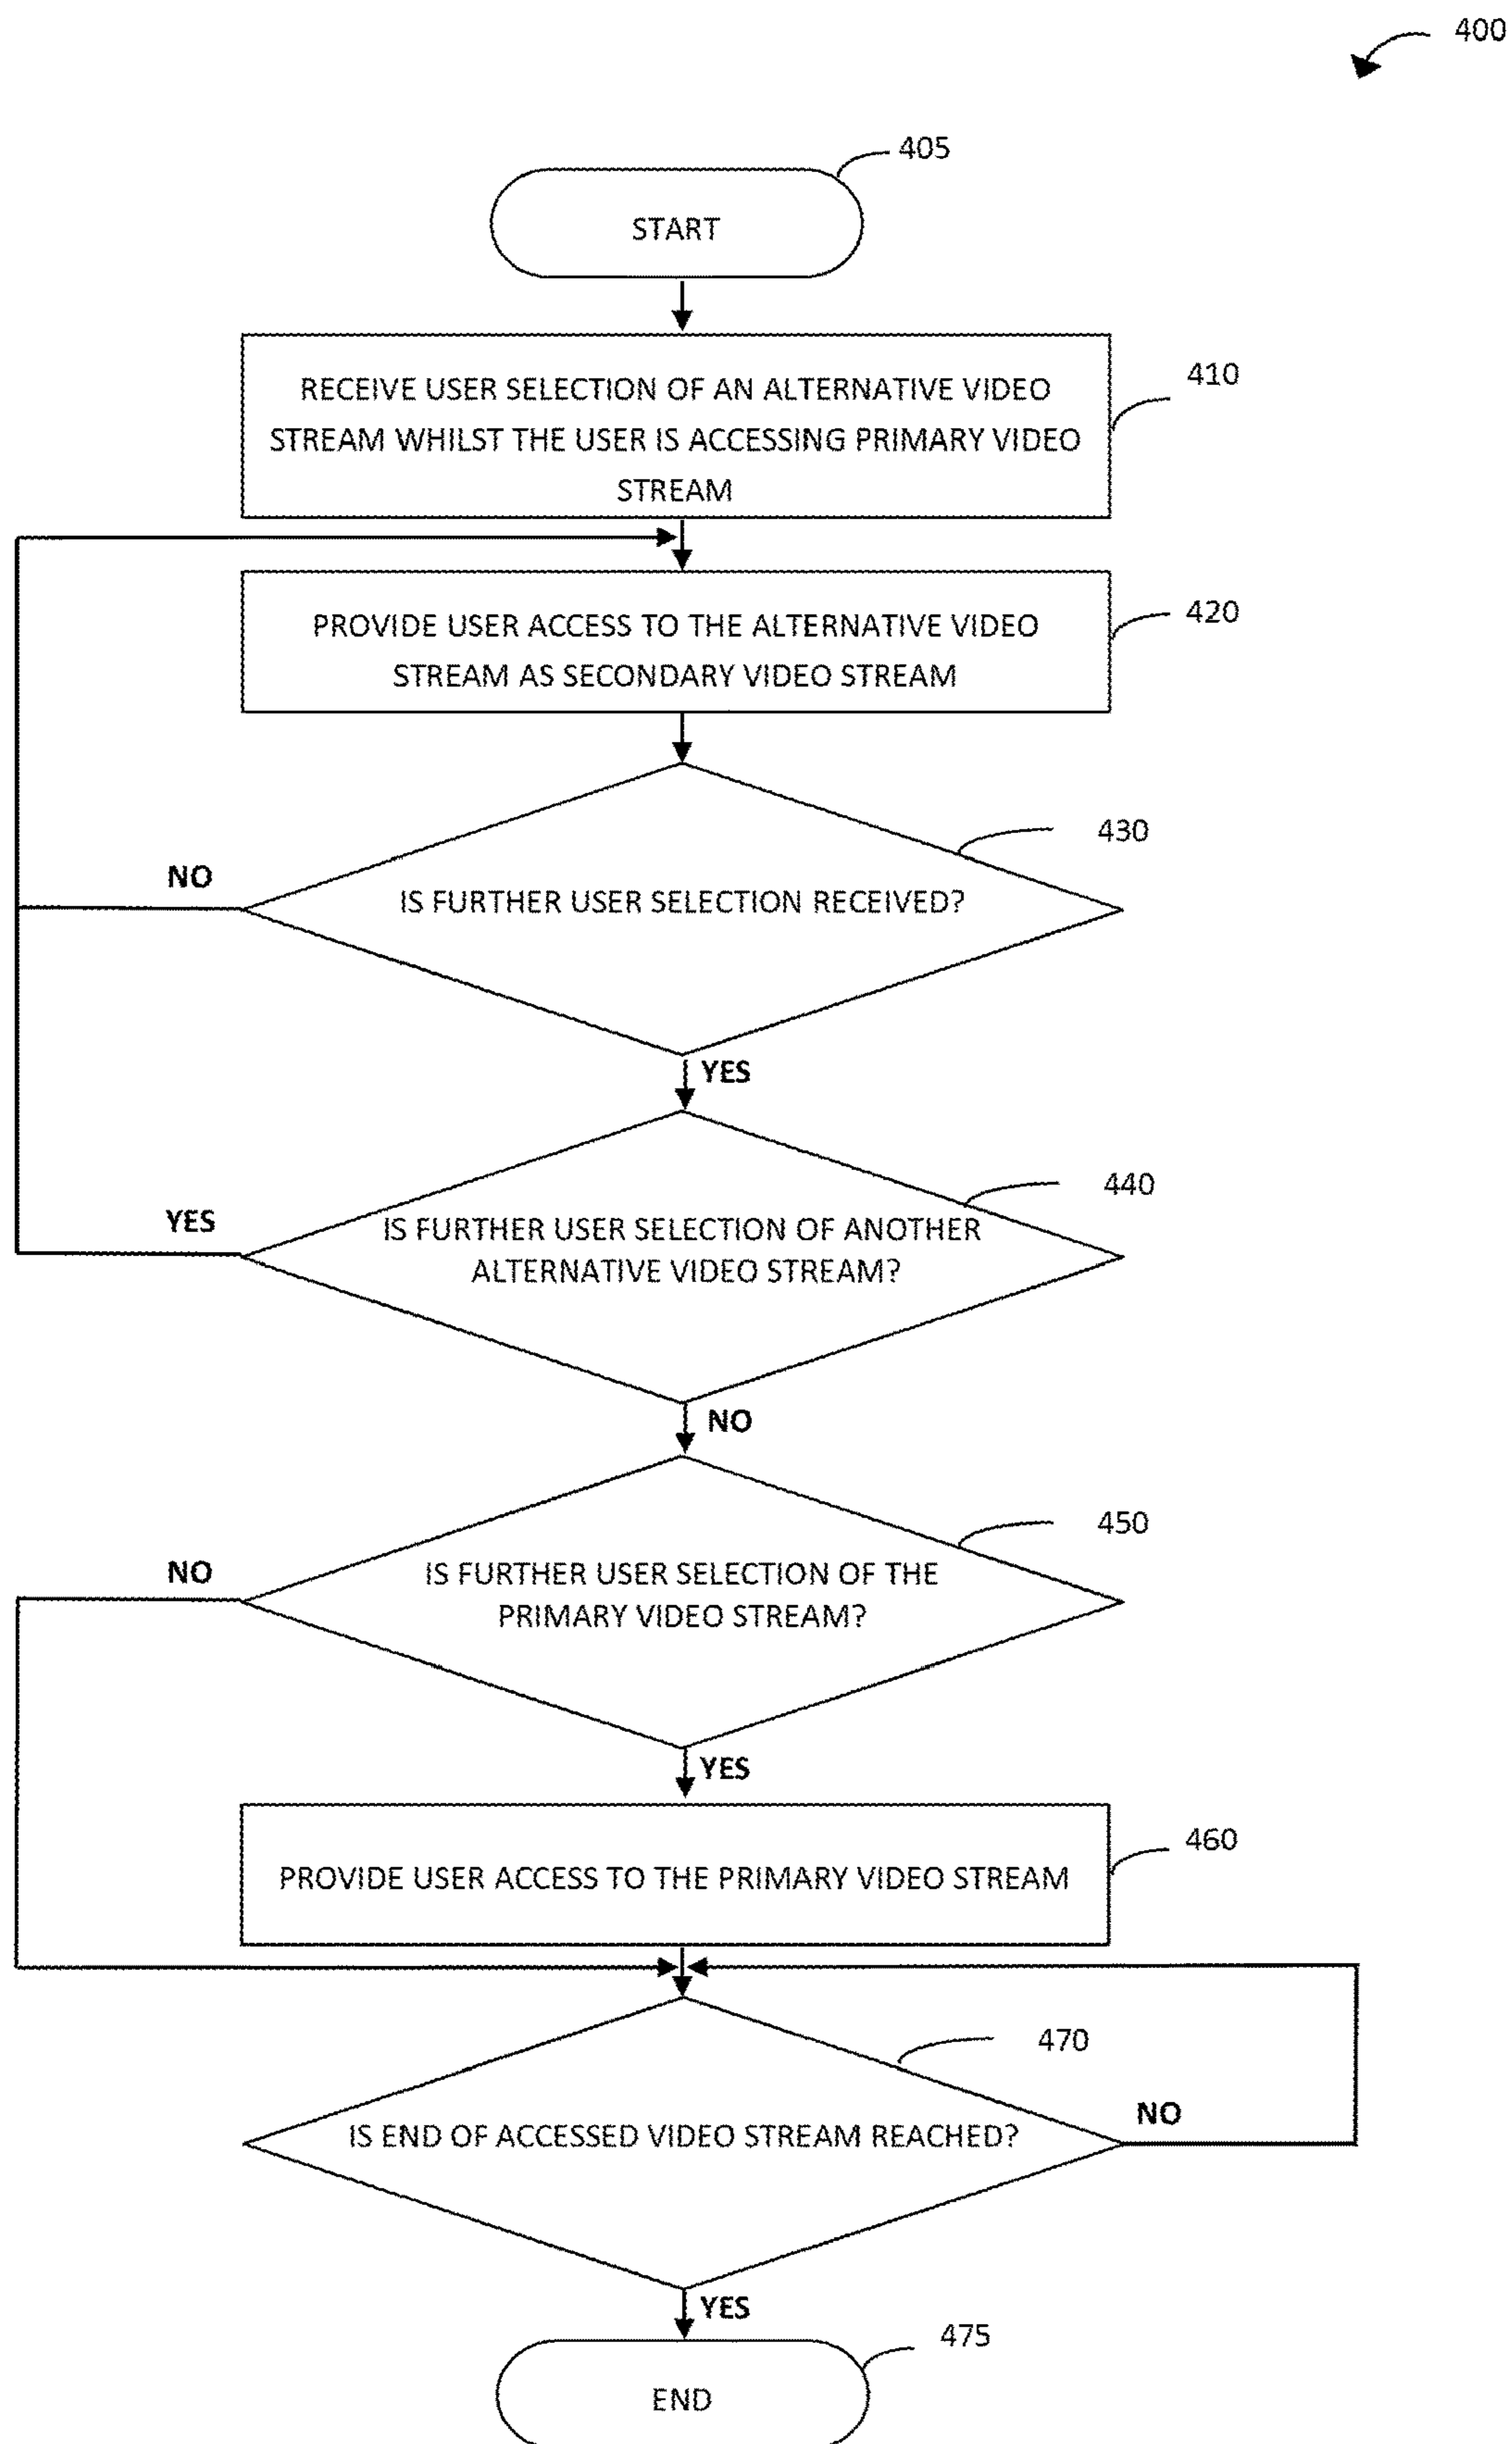 400
405
START
RECEIVE USER SELECTION OF AN ALTERNATIVE VIDEO
STREAM WHILST THE USER IS ACCESSING PRIMARY VIDEO
STREAM
410
PROVIDE USER ACCESS TO THE ALTERNATIVE VIDEO
STREAM AS SECONDARY VIDEO STREAM
420
430
NO
IS FURTHER USER SELECTION RECEIVED?
YES
440
YES
IS FURTHER USER SELECTION OF ANOTHER
ALTERNATIVE VIDEO STREAM?
NO
450
NO
IS FURTHER USER SELECTION OF THE
PRIMARY VIDEO STREAM?
YES
460
PROVIDE USER ACCESS TO THE PRIMARY VIDEO STREAM
470
NO
IS END OF ACCESSED VIDEO STREAM REACHED?
YES
475
END